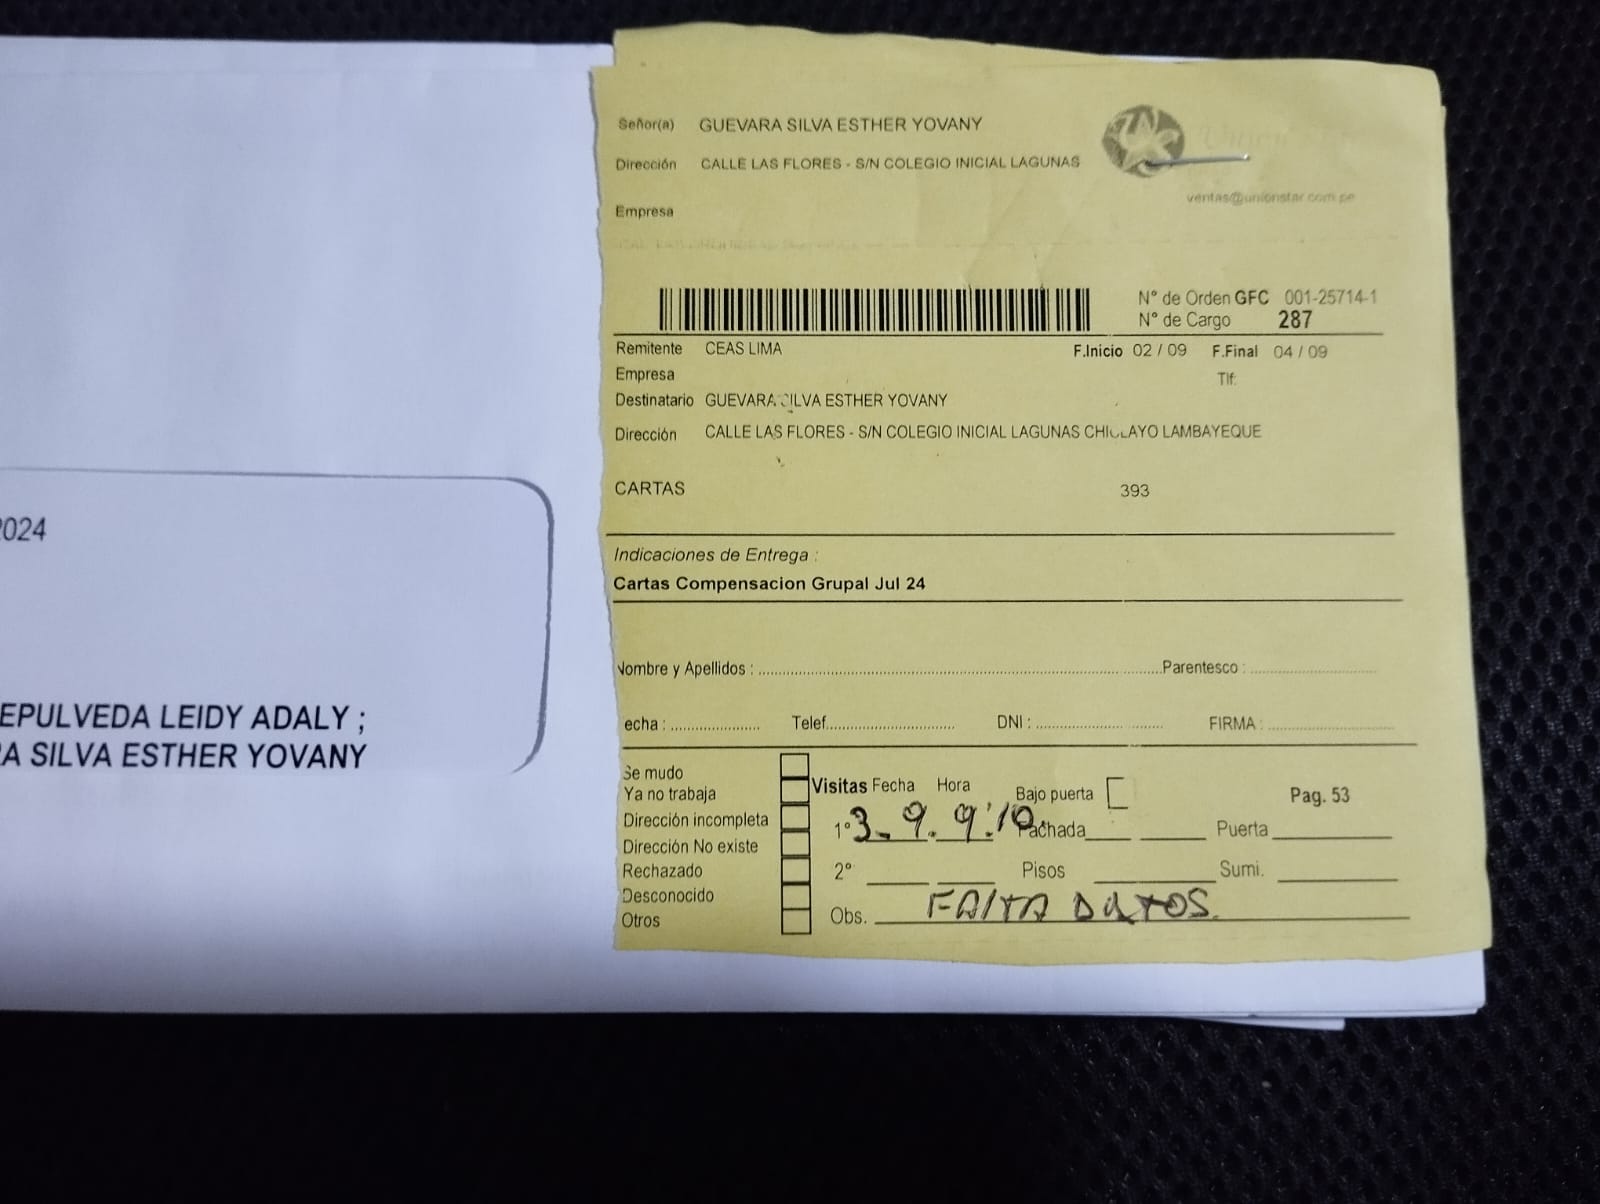 Señor(a) GUEVARA SILVA ESTHER YOVANY
Dirección CALLE LAS FLORES - S/N COLEGIO INICIAL LAGUNAS
ventas@unionstar.com.pe
Empresa
N° de Orden GFC 001-25714-1
N° de Cargo 287
Remitente CEAS LIMA F.Inicio 02 / 09 F.Final 04 / 09
Empresa Tlf:
Destinatario GUEVARA SILVA ESTHER YOVANY
Dirección CALLE LAS FLORES - S/N COLEGIO INICIAL LAGUNAS CHICLAYO LAMBAYEQUE
CARTAS 393
Indicaciones de Entrega :
Cartas Compensacion Grupal Jul 24
Nombre y Apellidos : Parentesco :
echa : Telef. DNI : FIRMA :
Se mudo
Ya no trabaja
Dirección incompleta
Dirección No existe
Rechazado
Desconocido
Otros
Visitas Fecha Hora Bajo puerta Pag. 53
1° 3.9. 9:10 Fachada Puerta
2° Pisos Sumi.
Obs. FALTA DATOS.
2024
EPULVEDA LEIDY ADALY ;
RA SILVA ESTHER YOVANY